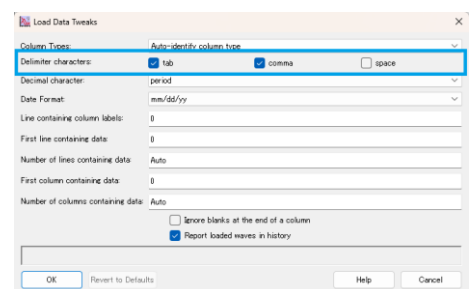 Load Data Tweaks
Column Types: Auto-identify column type
Delimiter characters: tab comma space
Decimal character: period
Date Format: mm/dd/yy
Line containing column labels: 0
First line containing data: 0
Number of lines containing data: Auto
First column containing data: 0
Number of columns containing data: Auto
Ignore blanks at the end of a column
Report loaded waves in history
OK Revert to Defaults Help Cancel